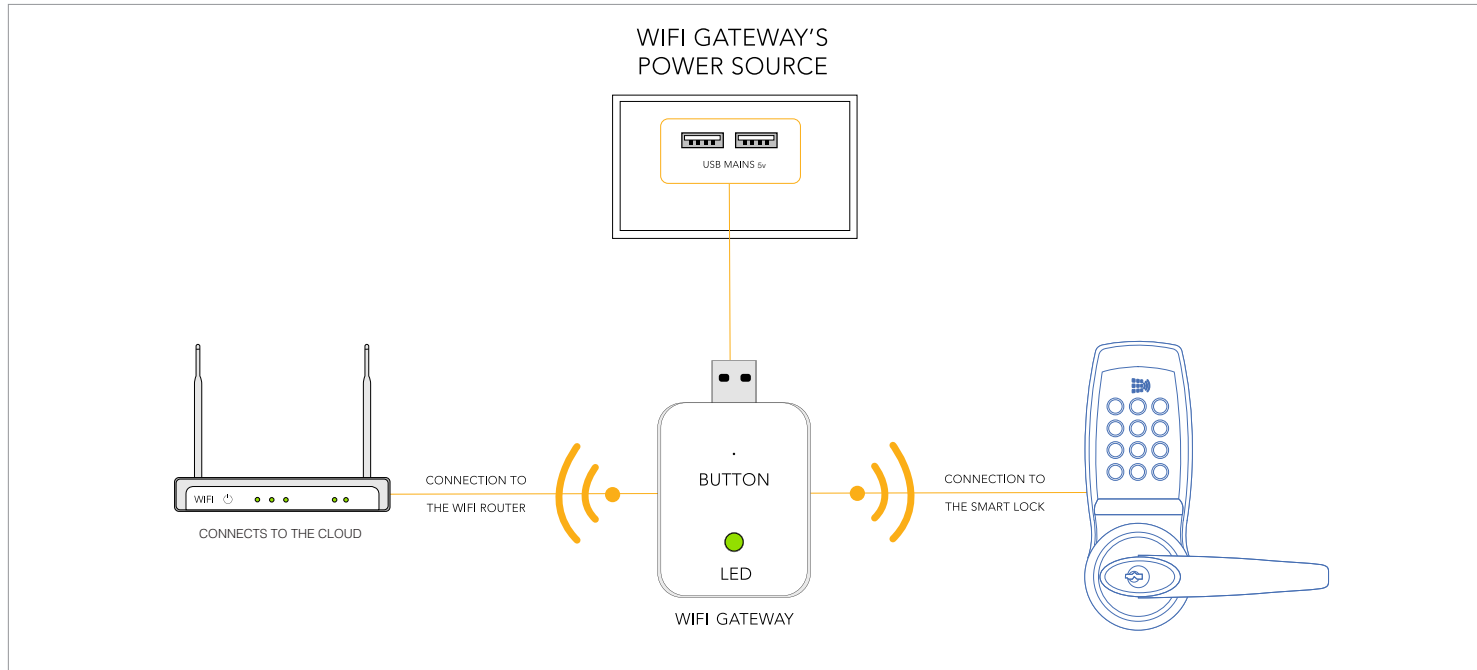 WIFI GATEWAY'S
POWER SOURCE
USB MAINS 5v
WIFI
CONNECTS TO THE CLOUD
CONNECTION TO
THE WIFI ROUTER
BUTTON
LED
WIFI GATEWAY
CONNECTION TO
THE SMART LOCK